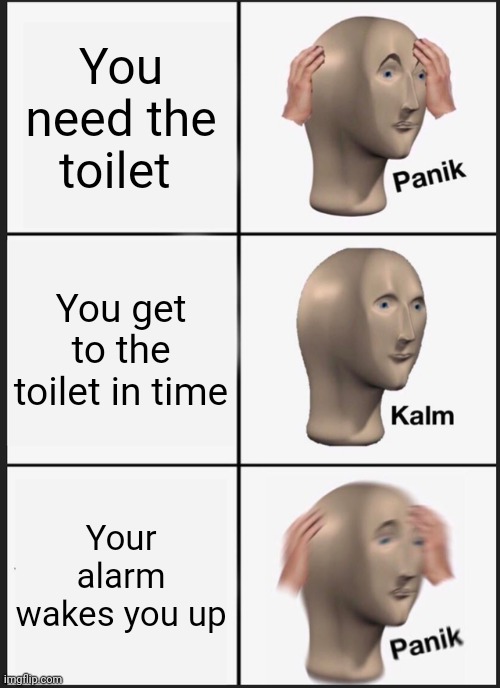 You
need the
toilet
Panik
You get
to the
toilet in time
Kalm
Your
alarm
wakes you up
Panik
imgflip.com